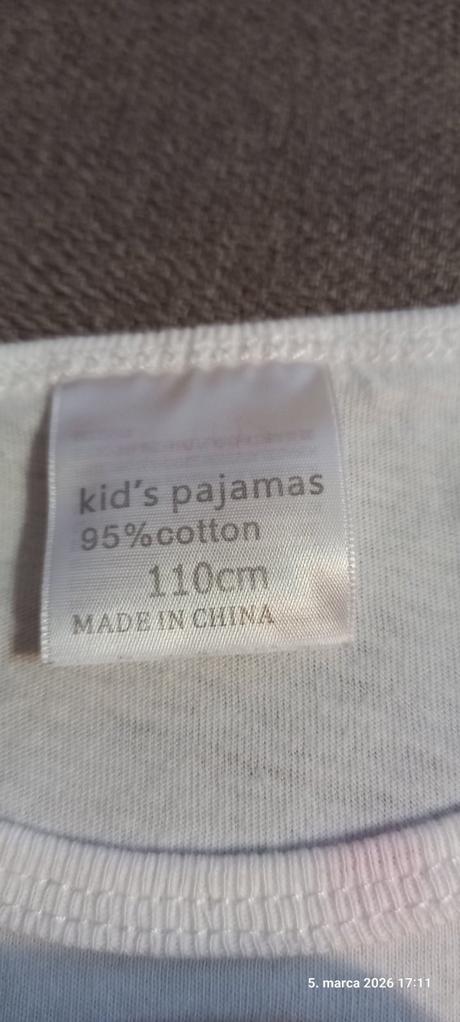 kid's pajamas
95%cotton
110cm
MADE IN CHINA
5. marca 2026 17:11